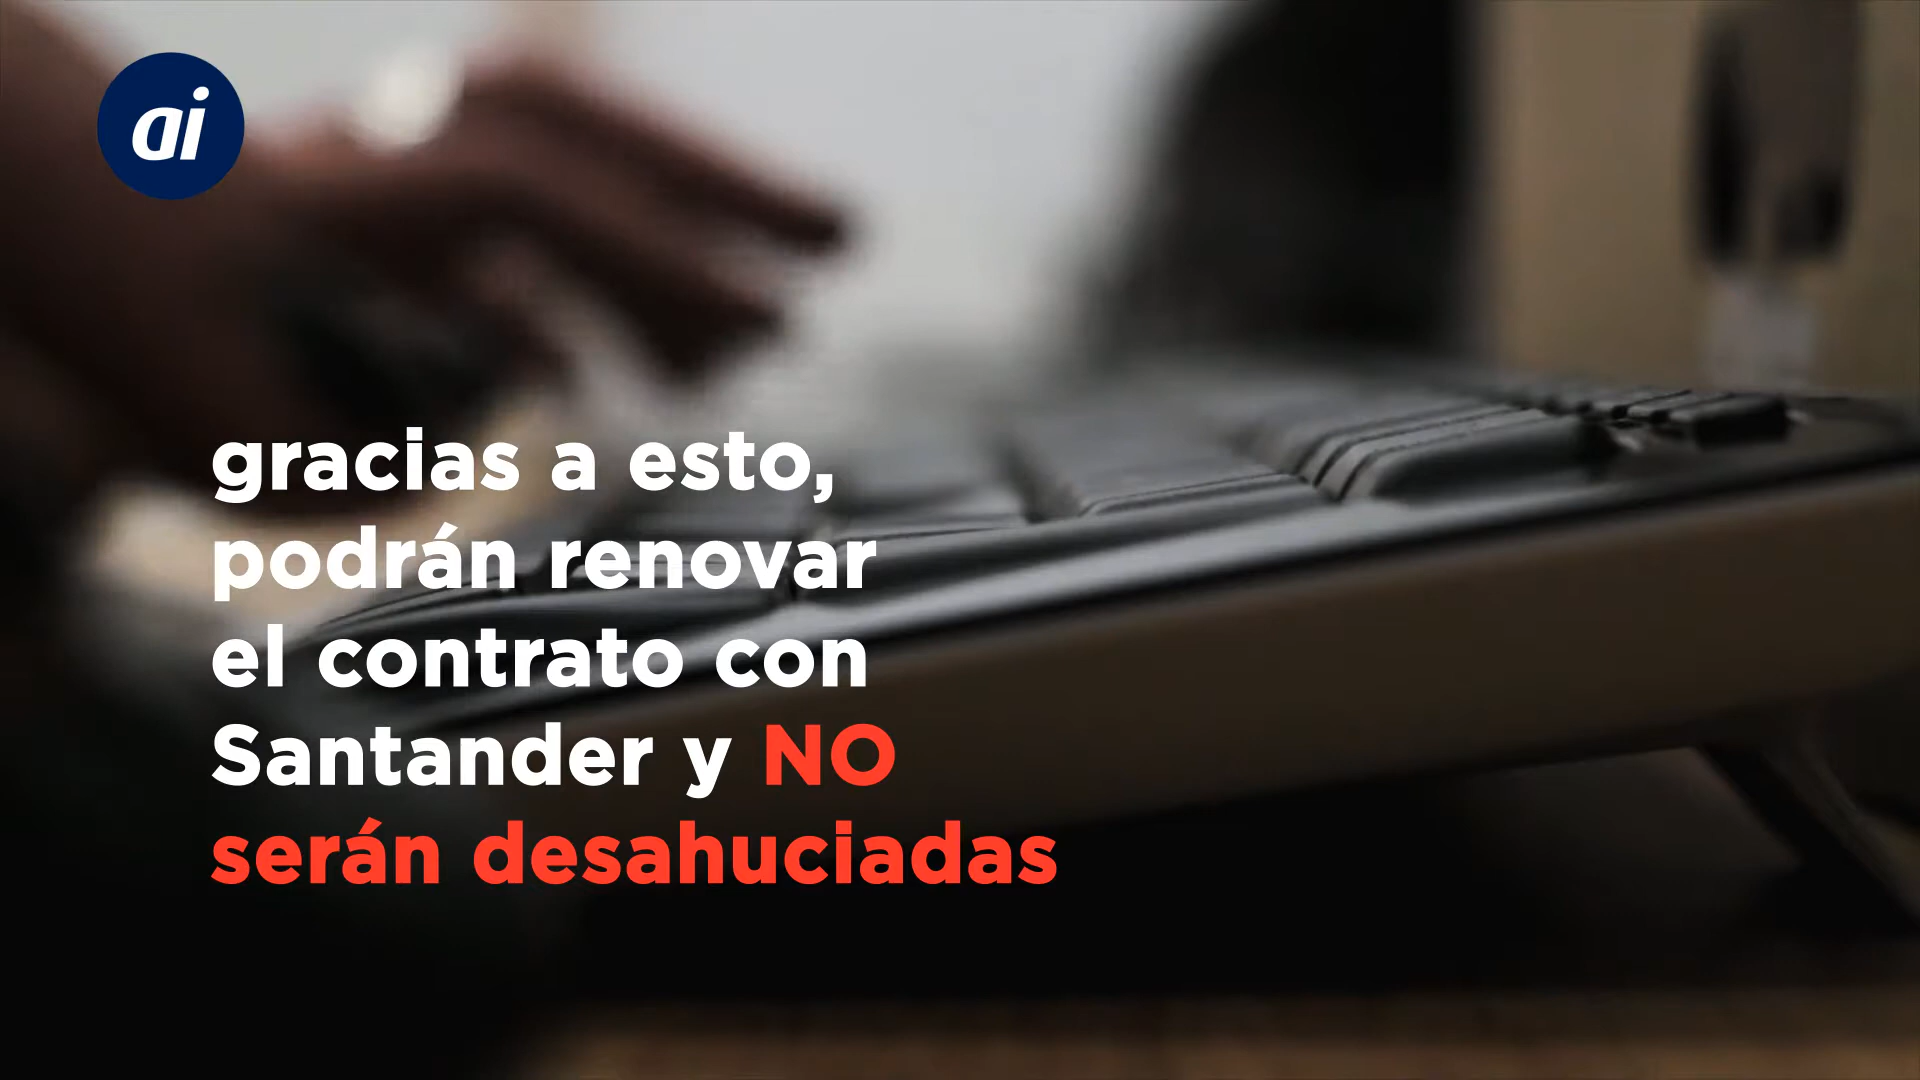 ai
gracias a esto,
podrán renovar
el contrato con
Santander y NO
serán desahuciadas